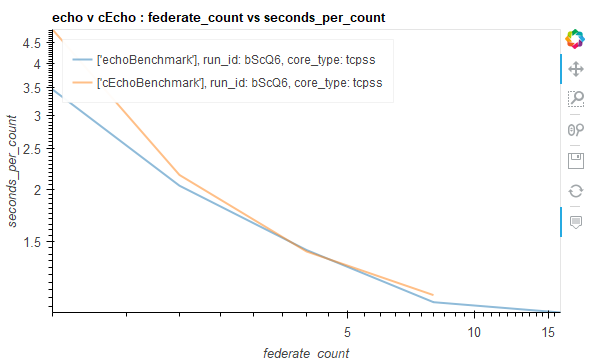 echo v cEcho : federate_count vs seconds_per_count
['echoBenchmark'], run_id: bScQ6, core_type: tcpss
['cEchoBenchmark'], run_id: bScQ6, core_type: tcpss
seconds_per_count
4.5
4
3.5
3
2.5
2
1.5
5
10
15
federate_count